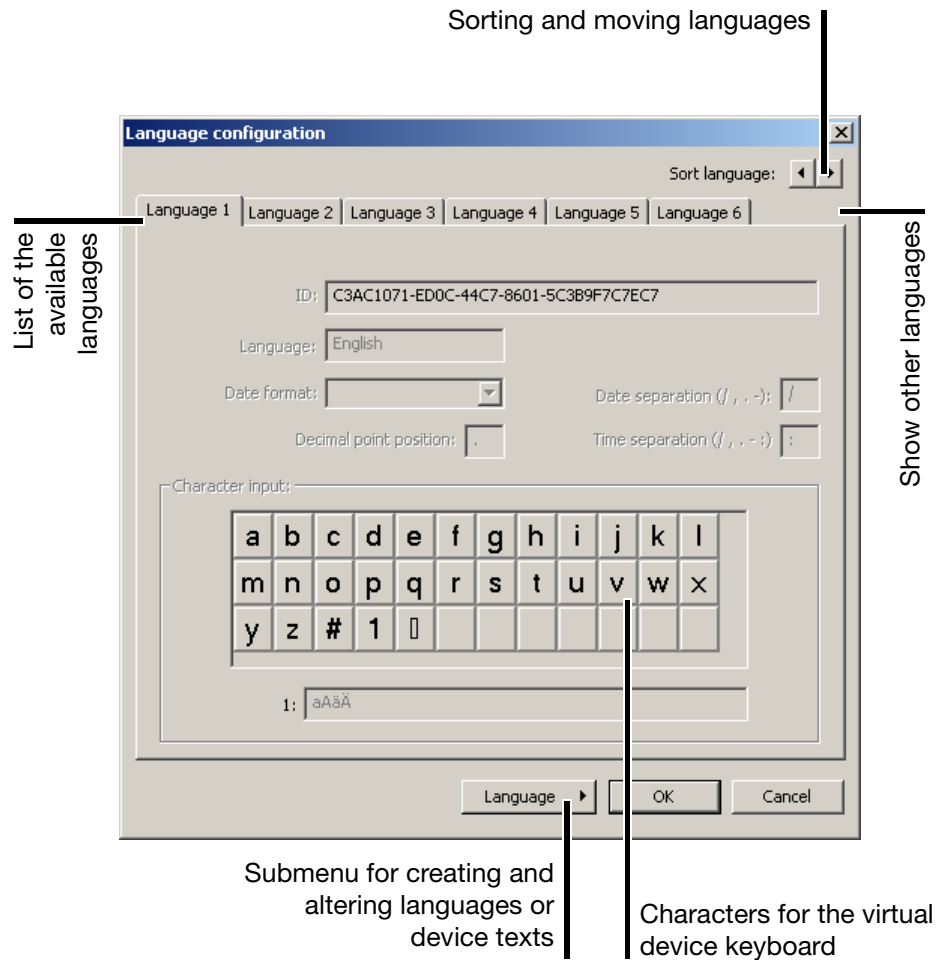 Sorting and moving languages
Language configuration
Sort language:
Language 1 Language 2 Language 3 Language 4 Language 5 Language 6
List of the
available
languages
Show other languages
ID: C3AC1071-ED0C-44C7-8601-5C3B9F7C7EC7
Language: English
Date format: Date separation (/ , . -): /
Decimal point position: . Time separation (/ , . - :) :
Character input:
a b c d e f g h i j k l
m n o p q r s t u v w x
y z # 1 ▯
1: aAäÄ
Language OK Cancel
Submenu for creating and
altering languages or
device texts
Characters for the virtual
device keyboard